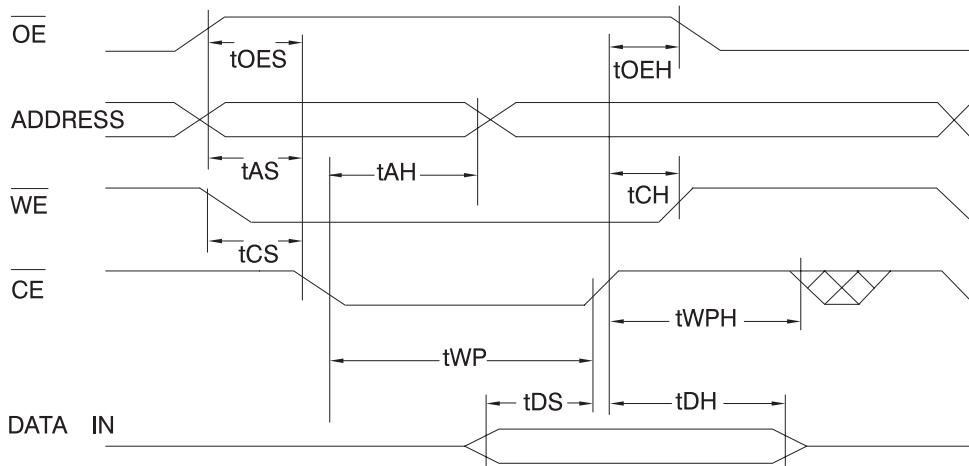 OE
tOES
tOEH
ADDRESS
tAS
tAH
tCH
WE
tCS
CE
tWPH
tWP
tDS
tDH
DATA IN